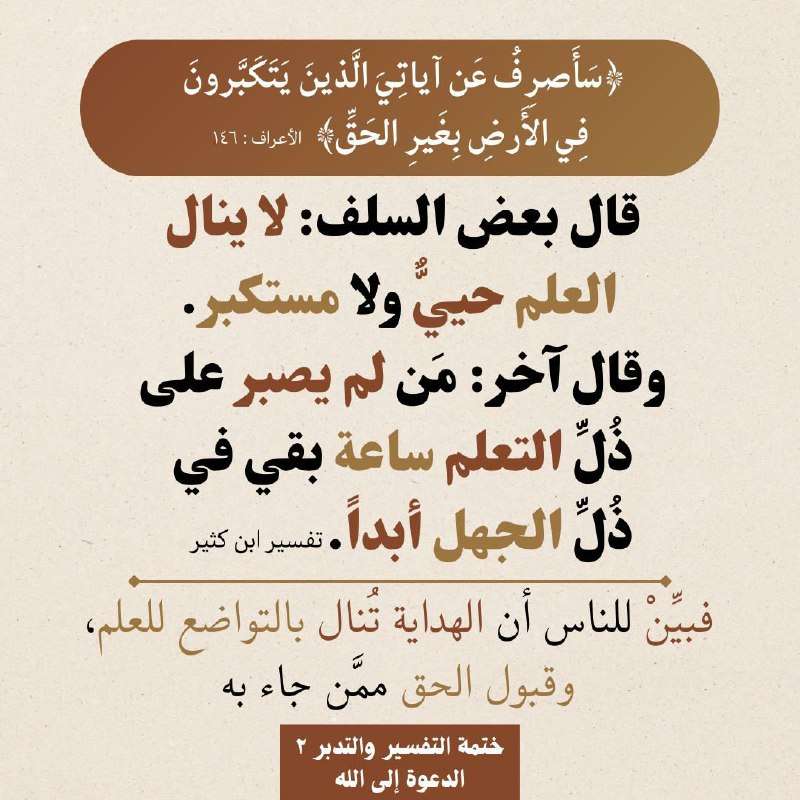 ﴿سَأَصرِفُ عَن آياتِيَ الَّذينَ يَتَكَبَّرونَ
فِي الأَرضِ بِغَيرِ الحَقِّ﴾ الأعراف : ١٤٦
قال بعض السلف: لا ينال
العلم حييٌّ ولا مستكبر.
وقال آخر: مَن لم يصبر على
ذُلِّ التعلم ساعة بقي في
ذُلِّ الجهل أبداً. تفسير ابن كثير
فبيِّنْ للناس أن الهداية تُنال بالتواضع للعلم،
وقبول الحق ممَّن جاء به
ختمة التفسير والتدبر ٢
الدعوة إلى الله